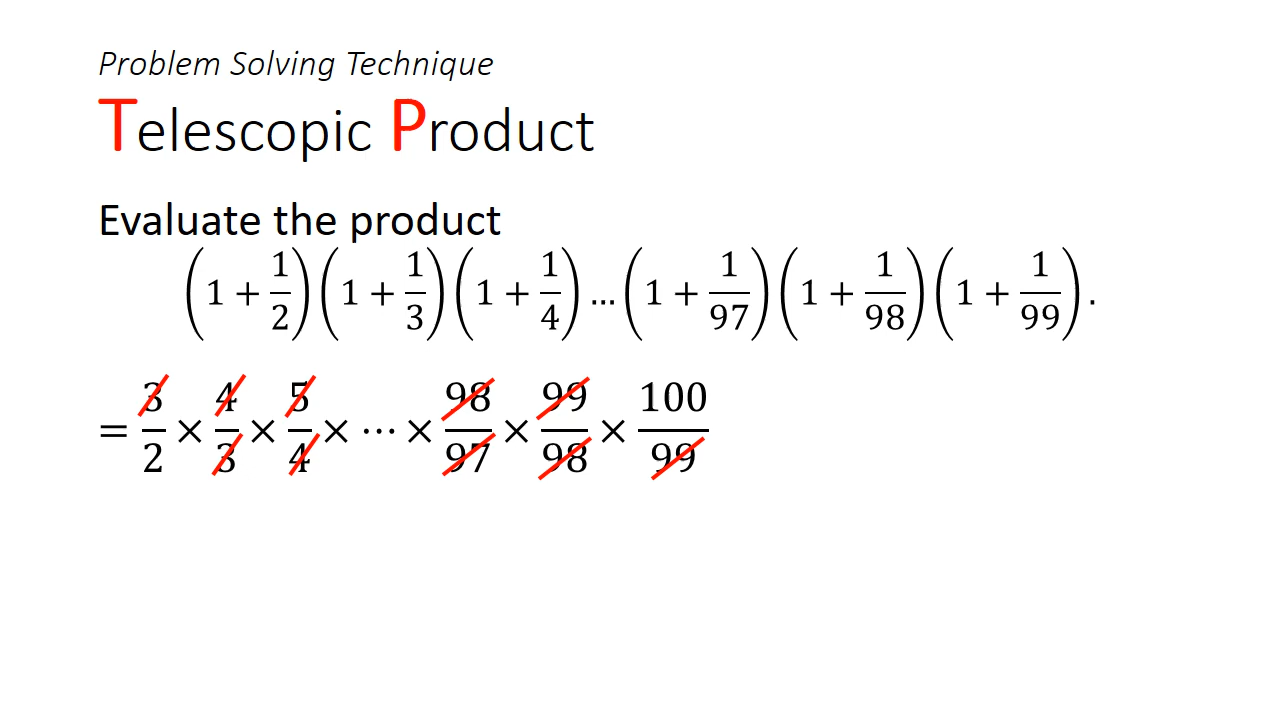 Problem Solving Technique
Telescopic Product
Evaluate the product
(1 + 1/2)(1 + 1/3)(1 + 1/4) … (1 + 1/97)(1 + 1/98)(1 + 1/99).
= 3/2 × 4/3 × 5/4 × ⋯ × 98/97 × 99/98 × 100/99